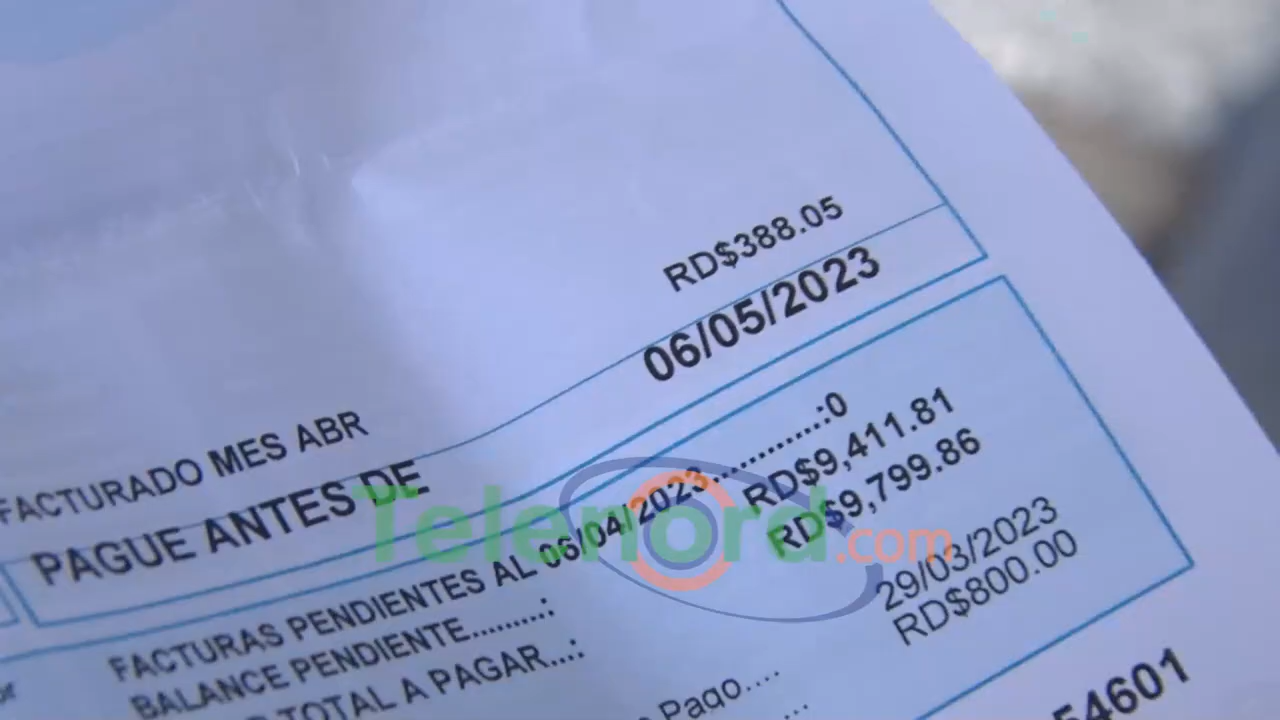 RD$388.05
FACTURADO MES ABR
PAGUE ANTES DE 06/05/2023
FACTURAS PENDIENTES AL 06/04/2023............:0
BALANCE PENDIENTE.........: RD$9,411.81
TOTAL A PAGAR...: RD$9,799.86
Pago.... 29/03/2023
... RD$800.00
54601
Telenord.com